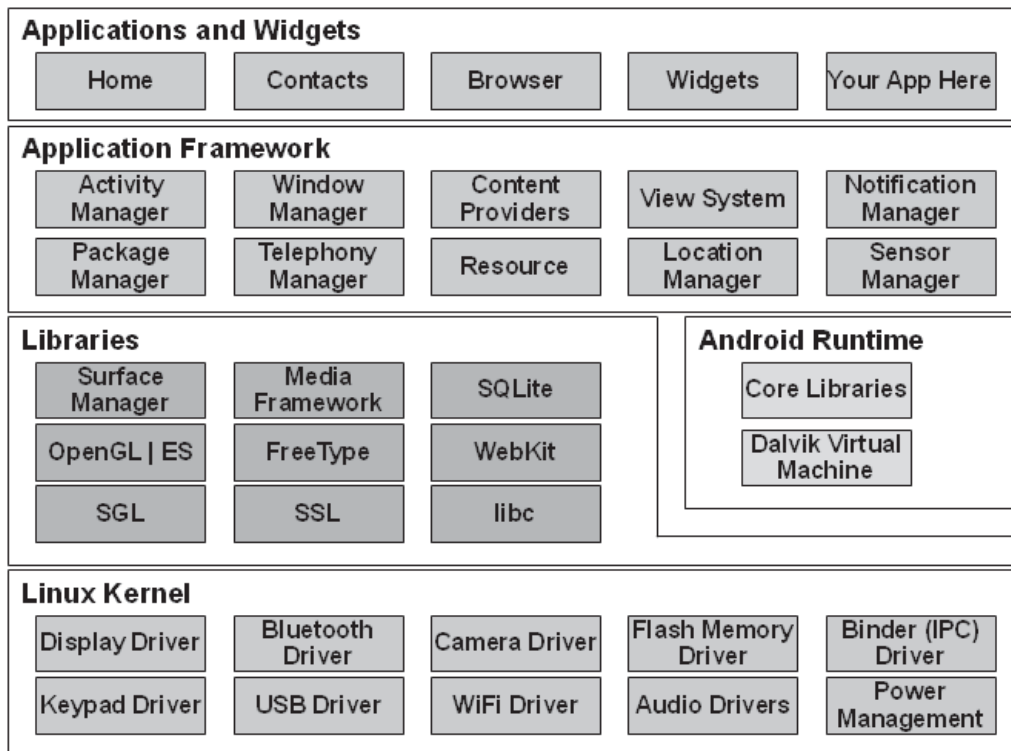 Applications and Widgets
Home
Contacts
Browser
Widgets
Your App Here
Application Framework
Activity
Manager
Window
Manager
Content
Providers
View System
Notification
Manager
Package
Manager
Telephony
Manager
Resource
Location
Manager
Sensor
Manager
Libraries
Surface
Manager
Media
Framework
SQLite
OpenGL | ES
FreeType
WebKit
SGL
SSL
libc
Android Runtime
Core Libraries
Dalvik Virtual
Machine
Linux Kernel
Display Driver
Bluetooth
Driver
Camera Driver
Flash Memory
Driver
Binder (IPC)
Driver
Keypad Driver
USB Driver
WiFi Driver
Audio Drivers
Power
Management